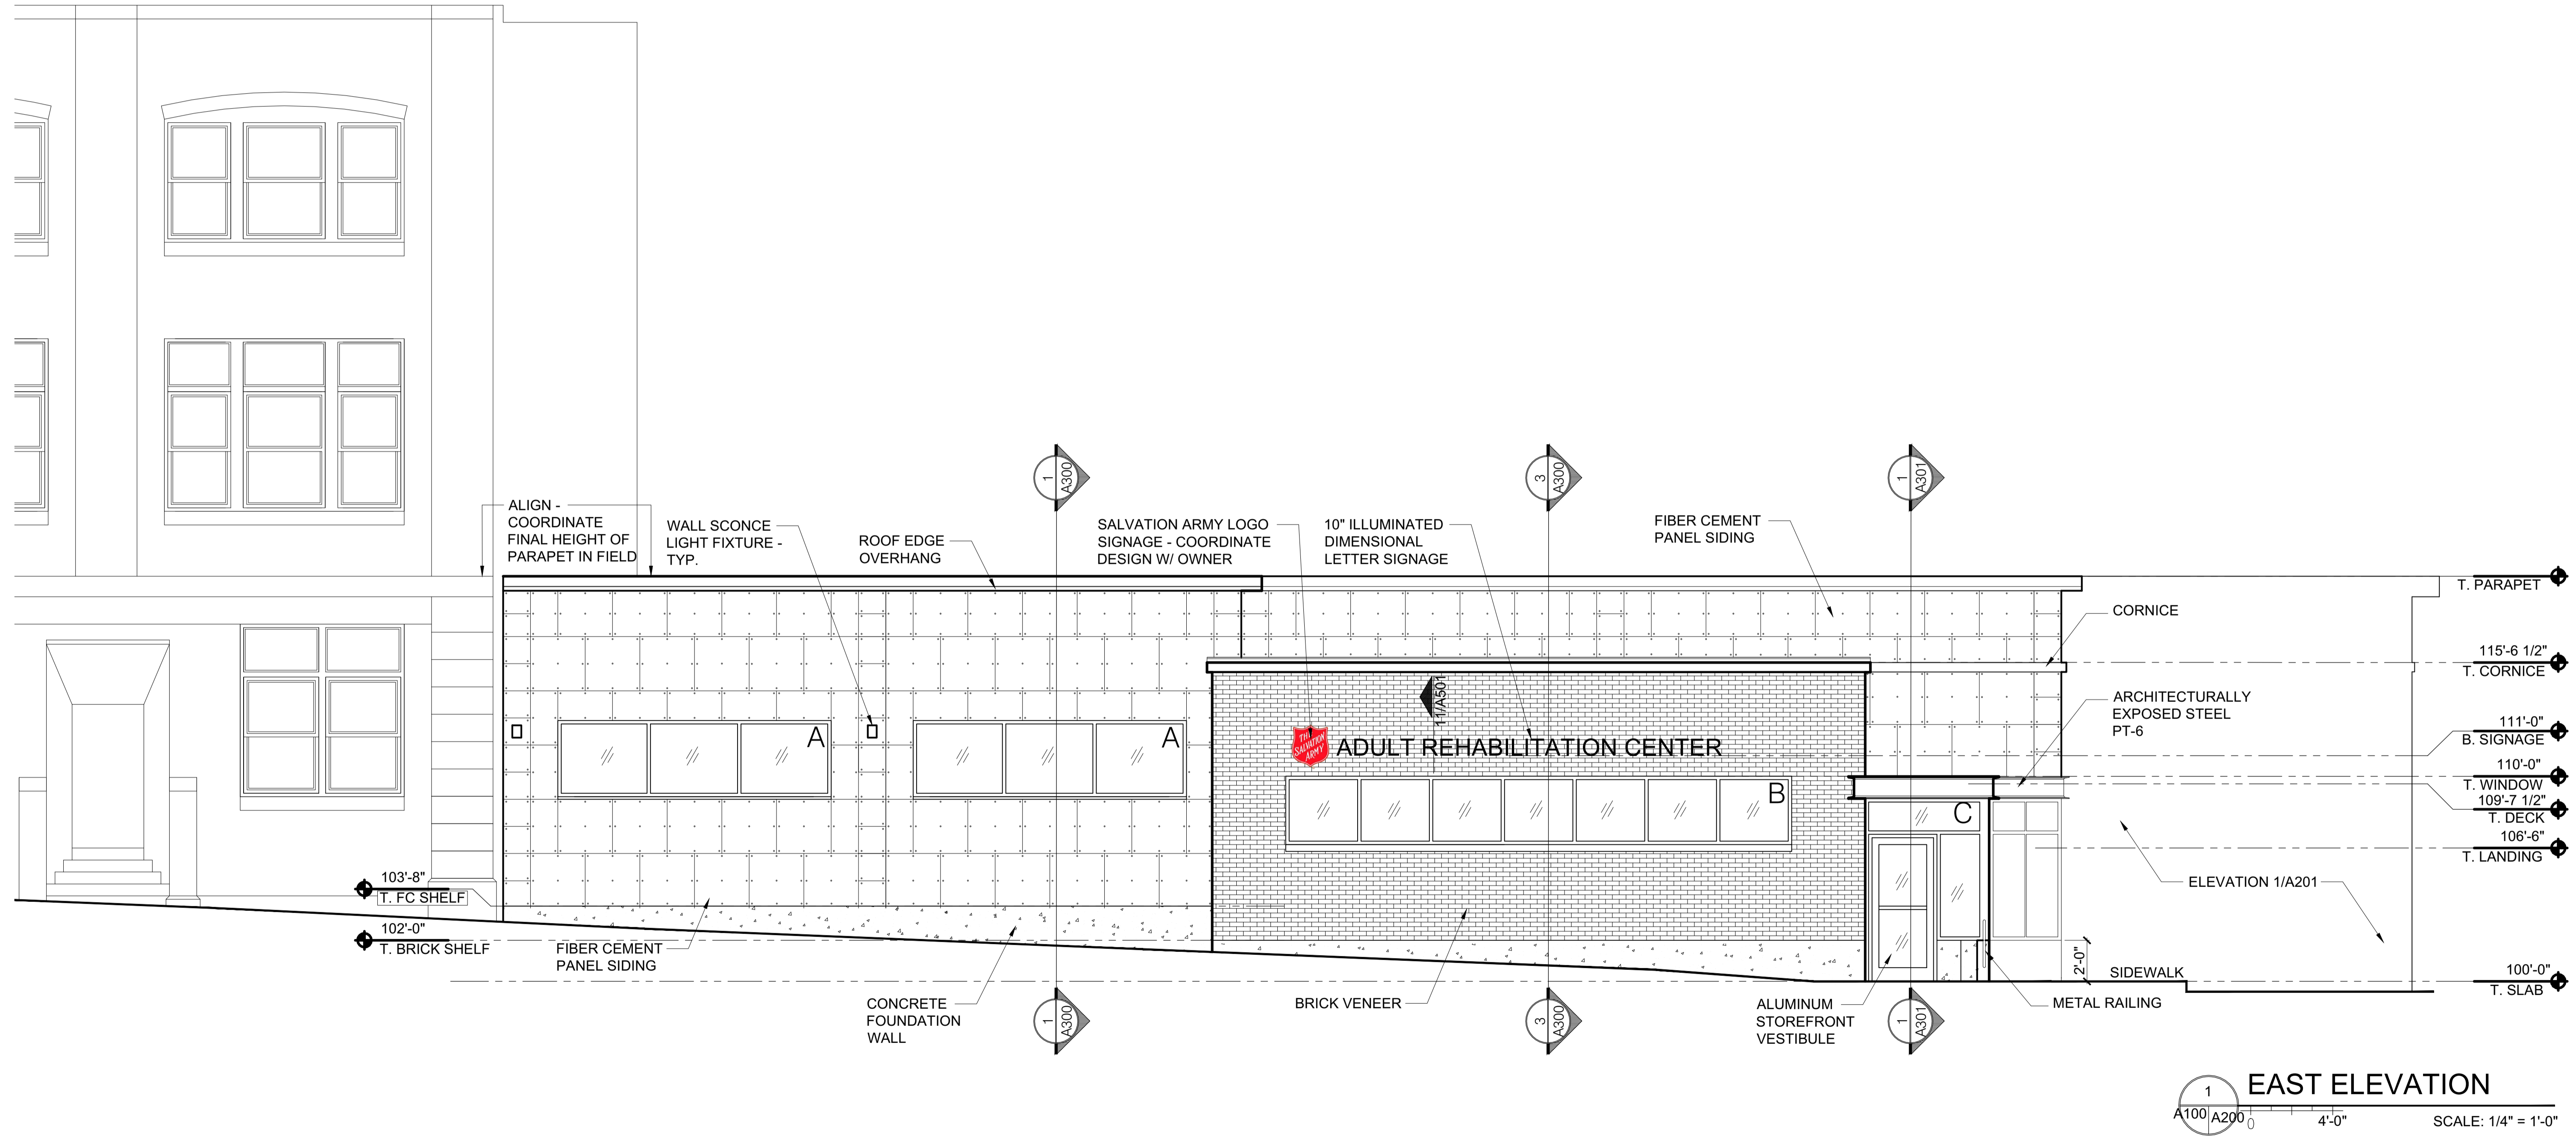 1
A300
3
A300
1
A301
ALIGN -
COORDINATE
FINAL HEIGHT OF
PARAPET IN FIELD
WALL SCONCE
LIGHT FIXTURE -
TYP.
ROOF EDGE
OVERHANG
SALVATION ARMY LOGO
SIGNAGE - COORDINATE
DESIGN W/ OWNER
10" ILLUMINATED
DIMENSIONAL
LETTER SIGNAGE
FIBER CEMENT
PANEL SIDING
T. PARAPET
CORNICE
115'-6 1/2"
T. CORNICE
ARCHITECTURALLY
EXPOSED STEEL
PT-6
11/A501
111'-0"
B. SIGNAGE
A
A
THE
SALVATION
ARMY
ADULT REHABILITATION CENTER
110'-0"
T. WINDOW
B
109'-7 1/2"
T. DECK
C
106'-6"
T. LANDING
ELEVATION 1/A201
103'-8"
T. FC SHELF
102'-0"
T. BRICK SHELF
FIBER CEMENT
PANEL SIDING
2'-0"
SIDEWALK
100'-0"
T. SLAB
CONCRETE
FOUNDATION
WALL
BRICK VENEER
ALUMINUM
STOREFRONT
VESTIBULE
METAL RAILING
1
A300
3
A300
1
A301
1
A100
A200
EAST ELEVATION
0
4'-0"
SCALE: 1/4" = 1'-0"